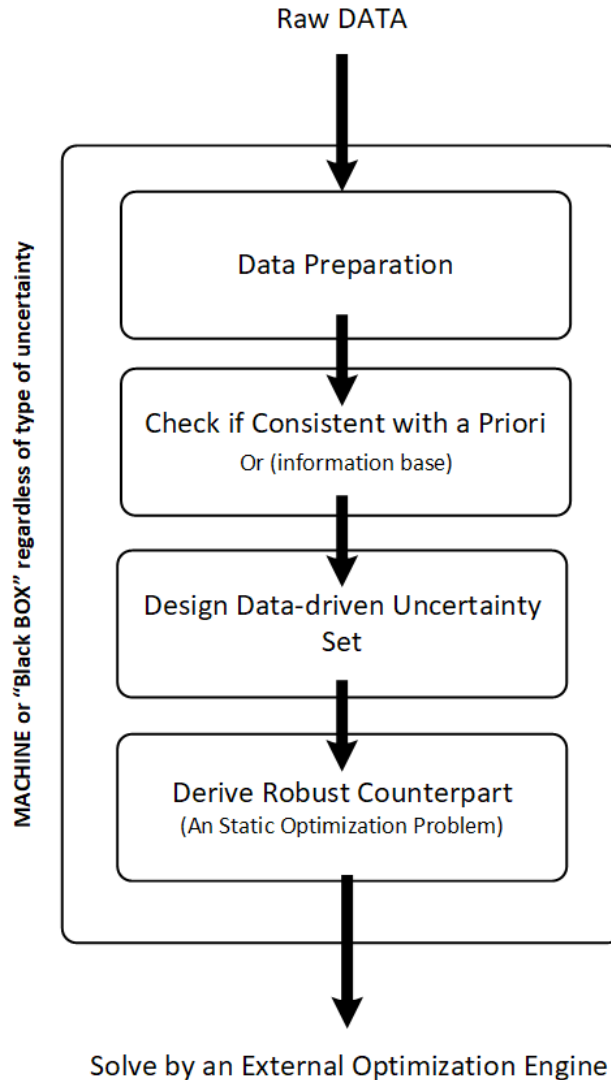 Raw DATA
MACHINE or “Black BOX” regardless of type of uncertainty
Data Preparation
Check if Consistent with a Priori
Or (information base)
Design Data-driven Uncertainty
Set
Derive Robust Counterpart
(An Static Optimization Problem)
Solve by an External Optimization Engine